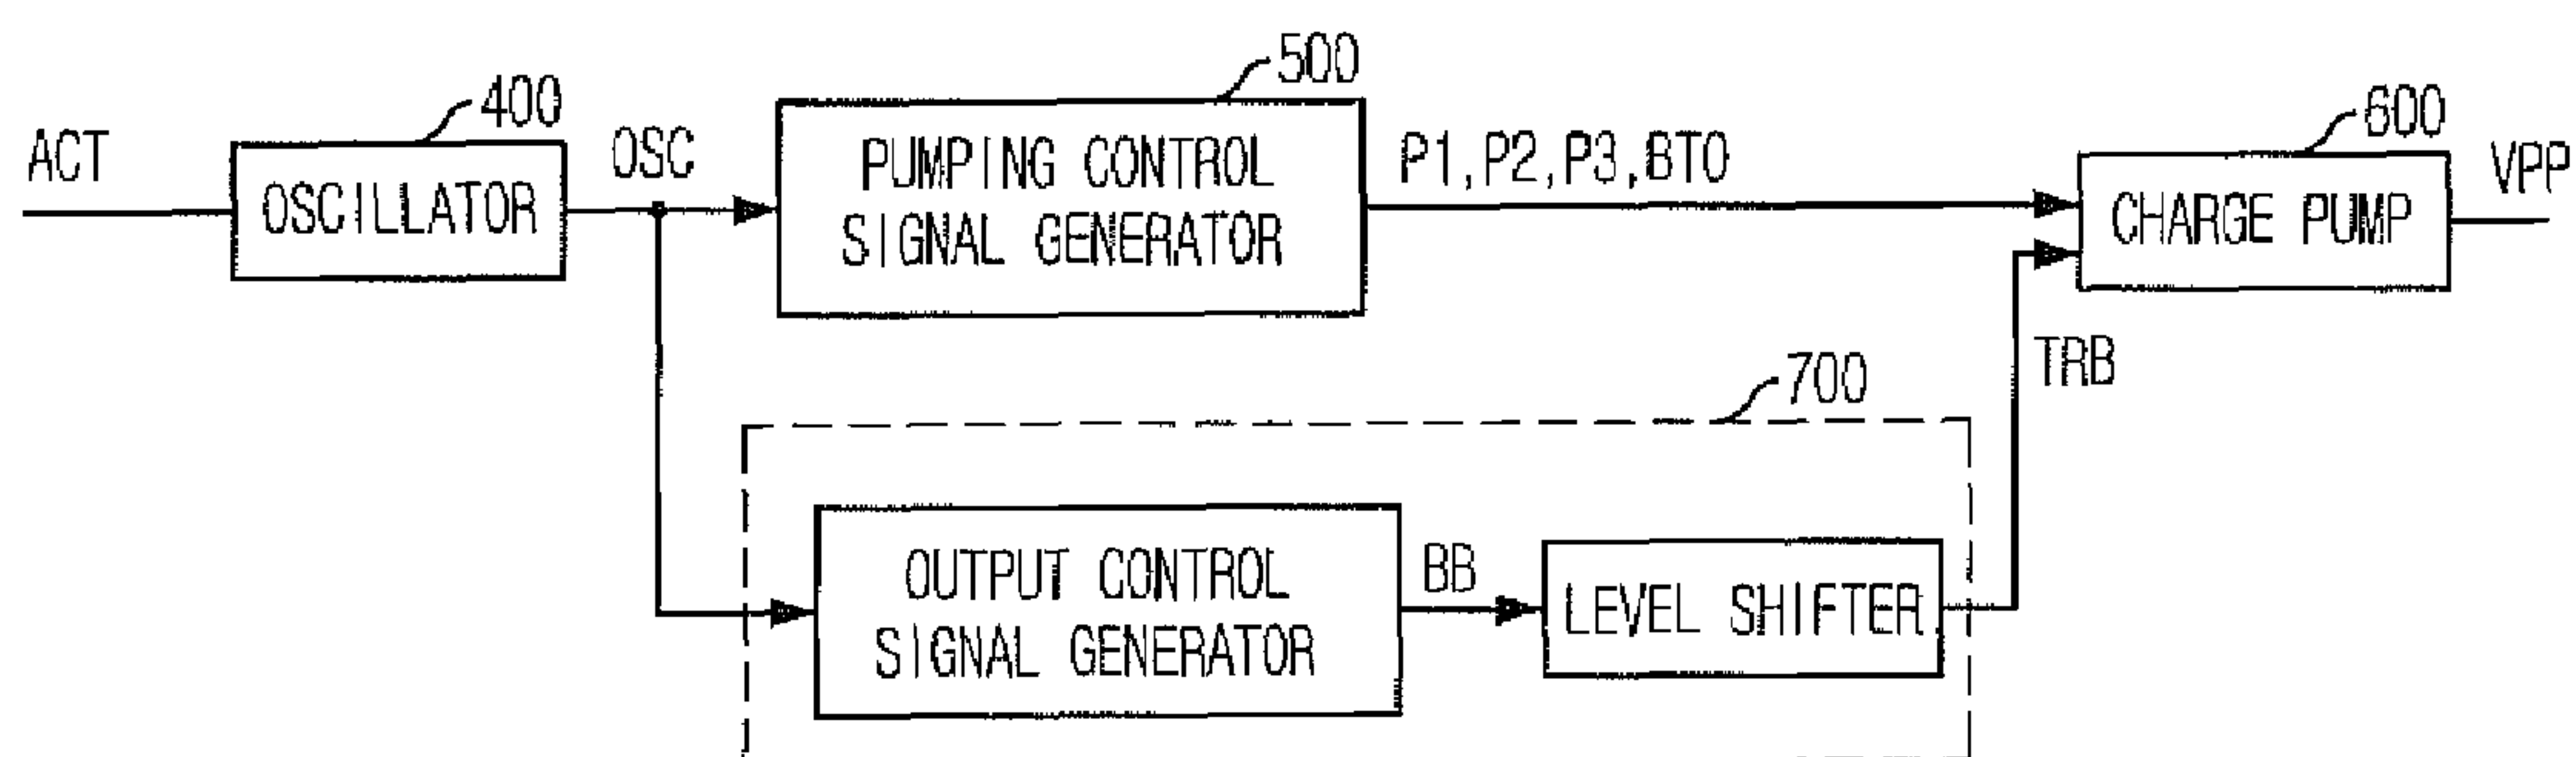 ACT
400
OSCILLATOR
OSC
500
PUMPING CONTROL
SIGNAL GENERATOR
P1,P2,P3,BT0
600
CHARGE PUMP
VPP
TRB
700
OUTPUT CONTROL
SIGNAL GENERATOR
BB
LEVEL SHIFTER